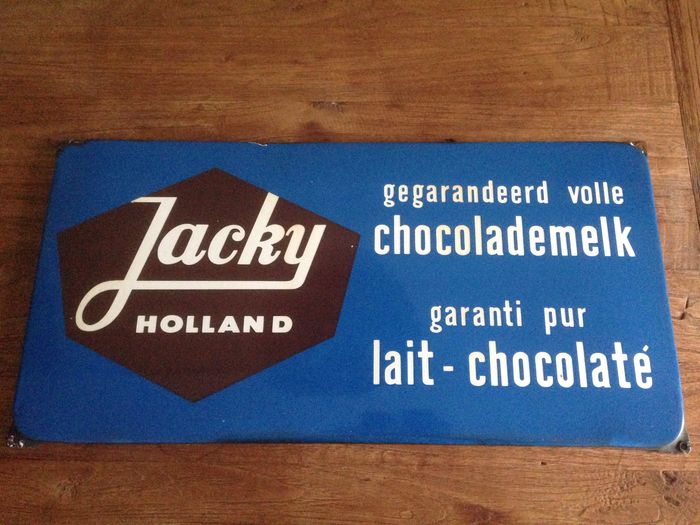 Jacky
HOLLAND
gegarandeerd volle
chocolademelk
garanti pur
lait - chocolaté